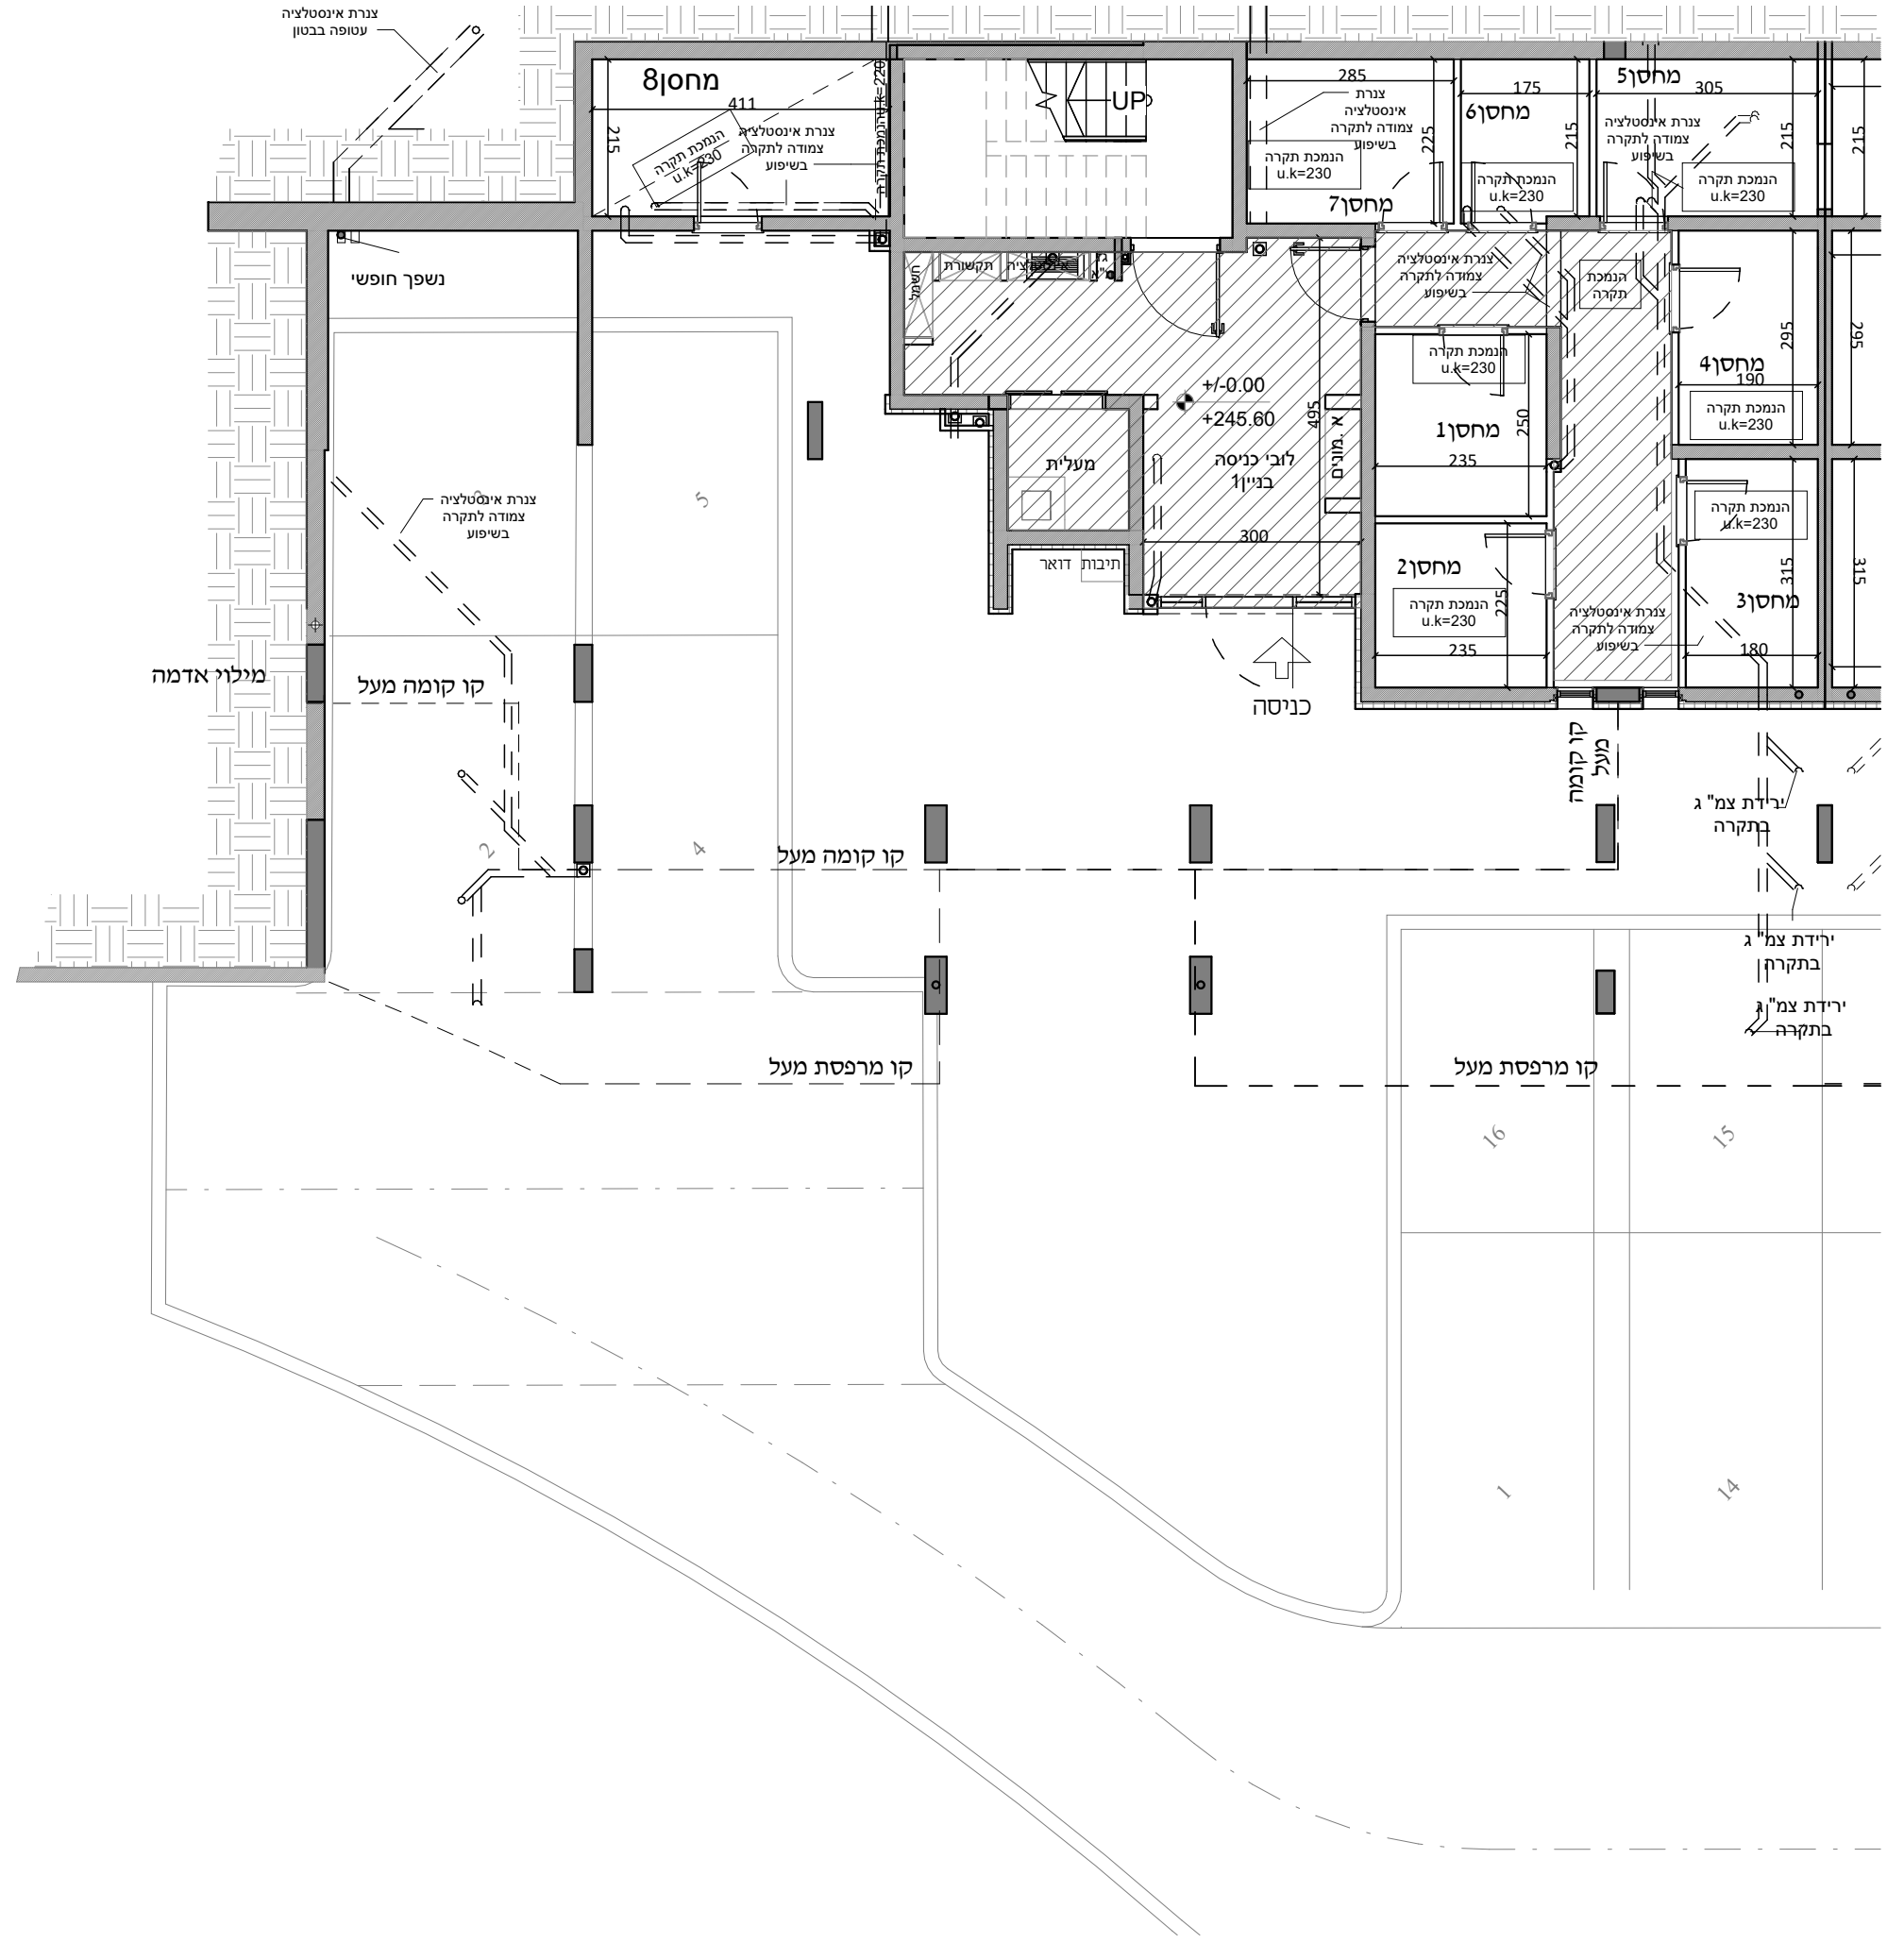 צנרת אינסטלציה
עטופה בבטון
מחסן8
411
215
הנמכת תקרה
u.k=230
צנרת אינסטלציה
צמודה לתקרה
בשיפוע
UP
285
צנרת
אינסטלציה
צמודה לתקרה
בשיפוע
225
הנמכת תקרה
u.k=230
מחסן7
175
מחסן6
215
הנמכת תקרה
u.k=230
מחסן5
305
צנרת אינסטלציה
צמודה לתקרה
בשיפוע
215
הנמכת תקרה
u.k=230
215
נשפך חופשי
חשמל
תקשורת
אינסטלציה
צנרת אינסטלציה
צמודה לתקרה
בשיפוע
הנמכת
תקרה
295
295
מחסן4
190
הנמכת תקרה
u.k=230
הנמכת תקרה
u.k=230
מחסן1
250
235
+/-0.00
+245.60
495
א .מונים
לובי כניסה
בניין1
300
מעלית
תיבות דואר
צנרת אינסטלציה
צמודה לתקרה
בשיפוע
5
הנמכת תקרה
u.k=230
315
315
מחסן3
180
מחסן2
הנמכת תקרה
u.k=230
225
235
צנרת אינסטלציה
צמודה לתקרה
בשיפוע
מילוי אדמה
קו קומה מעל
כניסה
קו קומה
מעל
ירידת צמ"ג
בתקרה
2
4
קו קומה מעל
ירידת צמ"ג
בתקרה
ירידת צמ"ג
בתקרה
קו מרפסת מעל
קו מרפסת מעל
16
15
1
14